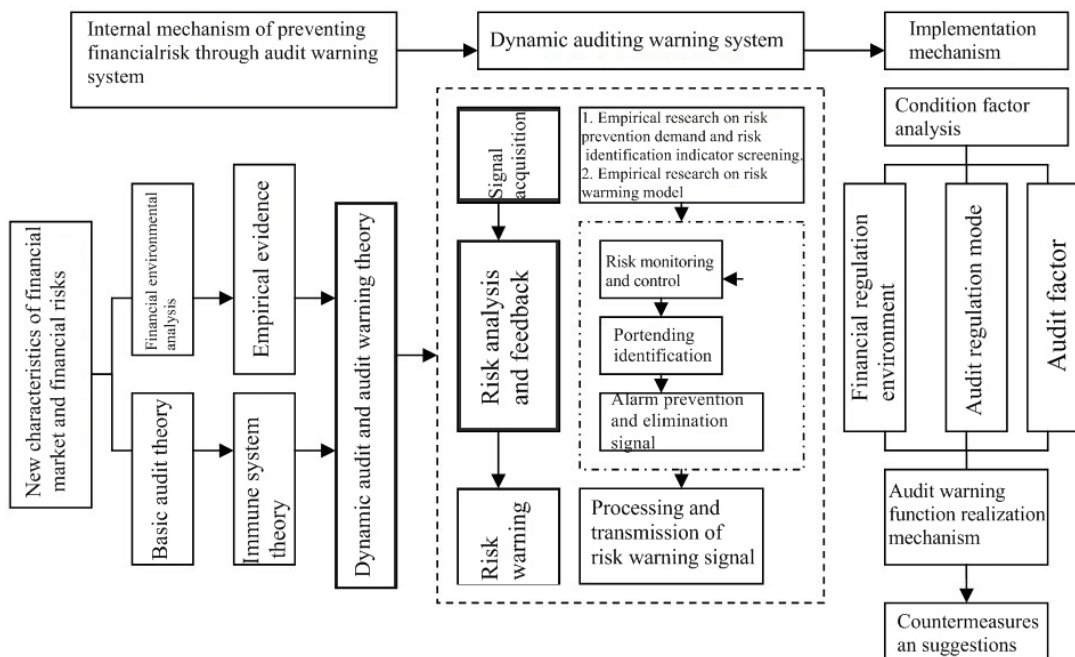 Internal mechanism of preventing
financialrisk through audit warning
system
Dynamic auditing warning system
Implementation
mechanism
New characteristics of financial
market and financial risks
Financial environmental
analysis
Empirical evidence
Basic audit theory
Immune system
theory
Dynamic audit and audit warning theory
Signal
acquisition
Risk analysis
and feedback
Risk
warning
1. Empirical research on risk
prevention demand and risk
identification indicator screening.
2. Empirical research on risk
warming model
Risk monitoring
and control
Portending
identification
Alarm prevention
and elimination
signal
Processing and
transmission of
risk warning signal
Condition factor
analysis
Financial regulation
environment
Audit regulation mode
Audit factor
Audit warning
function realization
mechanism
Countermeasures
an suggestions